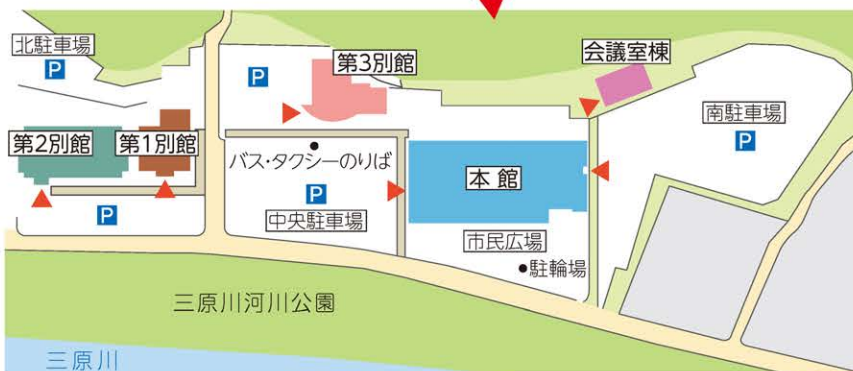 北駐車場
P
第3別館
P
会議室棟
南駐車場
P
第2別館
第1別館
バス・タクシーのりば
本館
P
P
中央駐車場
市民広場
駐輪場
三原川河川公園
三原川